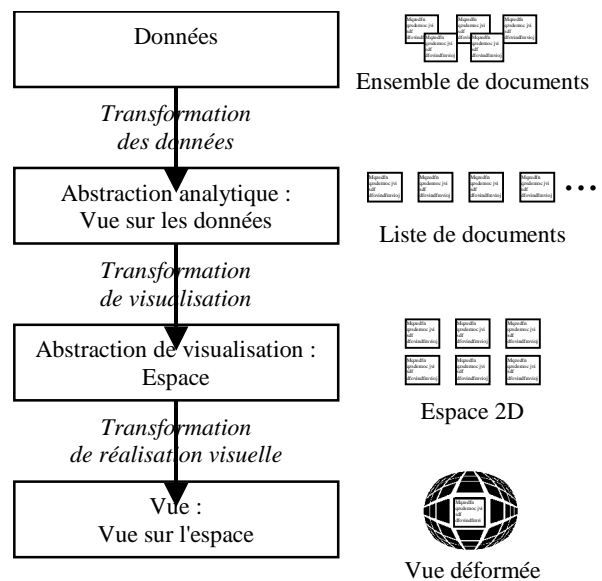 Données
Ensemble de documents
Transformation
des données
Abstraction analytique :
Vue sur les données
...
Liste de documents
Transformation
de visualisation
Abstraction de visualisation :
Espace
Espace 2D
Transformation
de réalisation visuelle
Vue :
Vue sur l'espace
Vue déformée